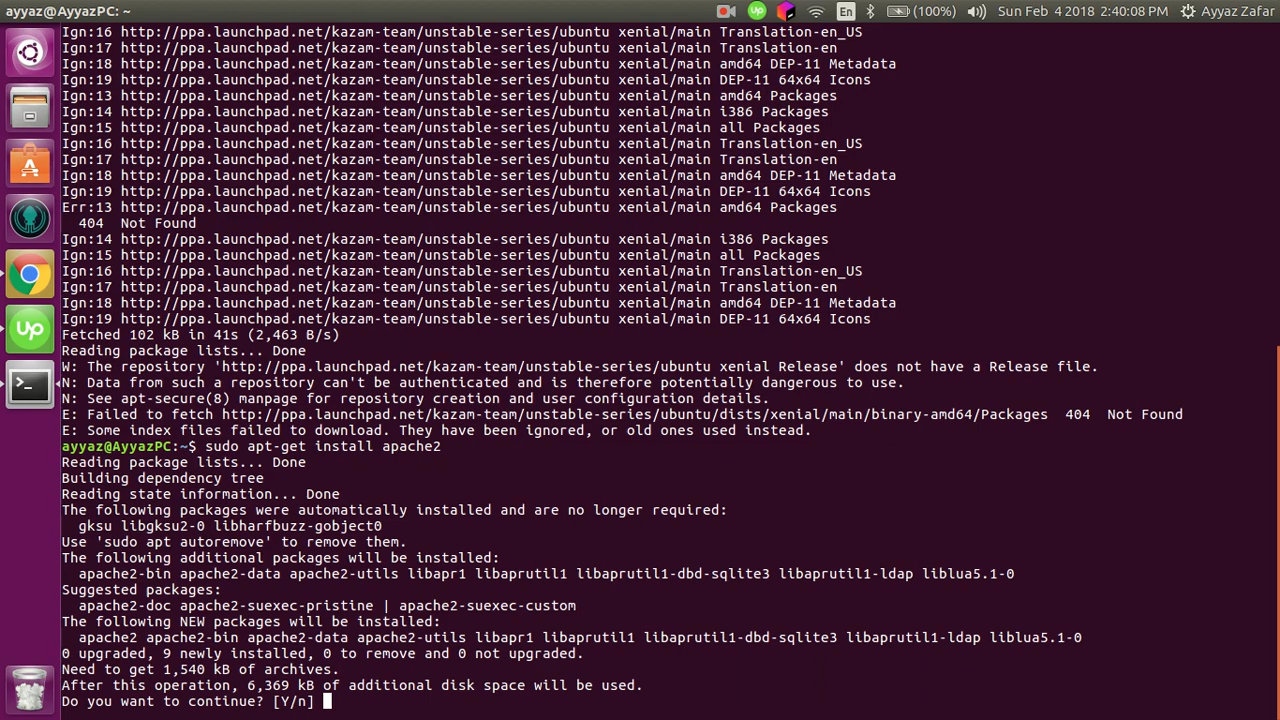 ayyaz@AyyazPC: ~
En
(100%)
Sun Feb 4 2018 2:40:08 PM
Ayyaz Zafar
Ign:16 http://ppa.launchpad.net/kazam-team/unstable-series/ubuntu xenial/main Translation-en_US
Ign:17 http://ppa.launchpad.net/kazam-team/unstable-series/ubuntu xenial/main Translation-en
Ign:18 http://ppa.launchpad.net/kazam-team/unstable-series/ubuntu xenial/main amd64 DEP-11 Metadata
Ign:19 http://ppa.launchpad.net/kazam-team/unstable-series/ubuntu xenial/main DEP-11 64x64 Icons
Ign:13 http://ppa.launchpad.net/kazam-team/unstable-series/ubuntu xenial/main amd64 Packages
Ign:14 http://ppa.launchpad.net/kazam-team/unstable-series/ubuntu xenial/main i386 Packages
Ign:15 http://ppa.launchpad.net/kazam-team/unstable-series/ubuntu xenial/main all Packages
Ign:16 http://ppa.launchpad.net/kazam-team/unstable-series/ubuntu xenial/main Translation-en_US
Ign:17 http://ppa.launchpad.net/kazam-team/unstable-series/ubuntu xenial/main Translation-en
Ign:18 http://ppa.launchpad.net/kazam-team/unstable-series/ubuntu xenial/main amd64 DEP-11 Metadata
Ign:19 http://ppa.launchpad.net/kazam-team/unstable-series/ubuntu xenial/main DEP-11 64x64 Icons
Err:13 http://ppa.launchpad.net/kazam-team/unstable-series/ubuntu xenial/main amd64 Packages
  404  Not Found
Ign:14 http://ppa.launchpad.net/kazam-team/unstable-series/ubuntu xenial/main i386 Packages
Ign:15 http://ppa.launchpad.net/kazam-team/unstable-series/ubuntu xenial/main all Packages
Ign:16 http://ppa.launchpad.net/kazam-team/unstable-series/ubuntu xenial/main Translation-en_US
Ign:17 http://ppa.launchpad.net/kazam-team/unstable-series/ubuntu xenial/main Translation-en
Ign:18 http://ppa.launchpad.net/kazam-team/unstable-series/ubuntu xenial/main amd64 DEP-11 Metadata
Ign:19 http://ppa.launchpad.net/kazam-team/unstable-series/ubuntu xenial/main DEP-11 64x64 Icons
Fetched 102 kB in 41s (2,463 B/s)
Reading package lists... Done
W: The repository 'http://ppa.launchpad.net/kazam-team/unstable-series/ubuntu xenial Release' does not have a Release file.
N: Data from such a repository can't be authenticated and is therefore potentially dangerous to use.
N: See apt-secure(8) manpage for repository creation and user configuration details.
E: Failed to fetch http://ppa.launchpad.net/kazam-team/unstable-series/ubuntu/dists/xenial/main/binary-amd64/Packages  404  Not Found
E: Some index files failed to download. They have been ignored, or old ones used instead.
ayyaz@AyyazPC:~$ sudo apt-get install apache2
Reading package lists... Done
Building dependency tree
Reading state information... Done
The following packages were automatically installed and are no longer required:
  gksu libgksu2-0 libharfbuzz-gobject0
Use 'sudo apt autoremove' to remove them.
The following additional packages will be installed:
  apache2-bin apache2-data apache2-utils libapr1 libaprutil1 libaprutil1-dbd-sqlite3 libaprutil1-ldap liblua5.1-0
Suggested packages:
  apache2-doc apache2-suexec-pristine | apache2-suexec-custom
The following NEW packages will be installed:
  apache2 apache2-bin apache2-data apache2-utils libapr1 libaprutil1 libaprutil1-dbd-sqlite3 libaprutil1-ldap liblua5.1-0
0 upgraded, 9 newly installed, 0 to remove and 0 not upgraded.
Need to get 1,540 kB of archives.
After this operation, 6,369 kB of additional disk space will be used.
Do you want to continue? [Y/n]